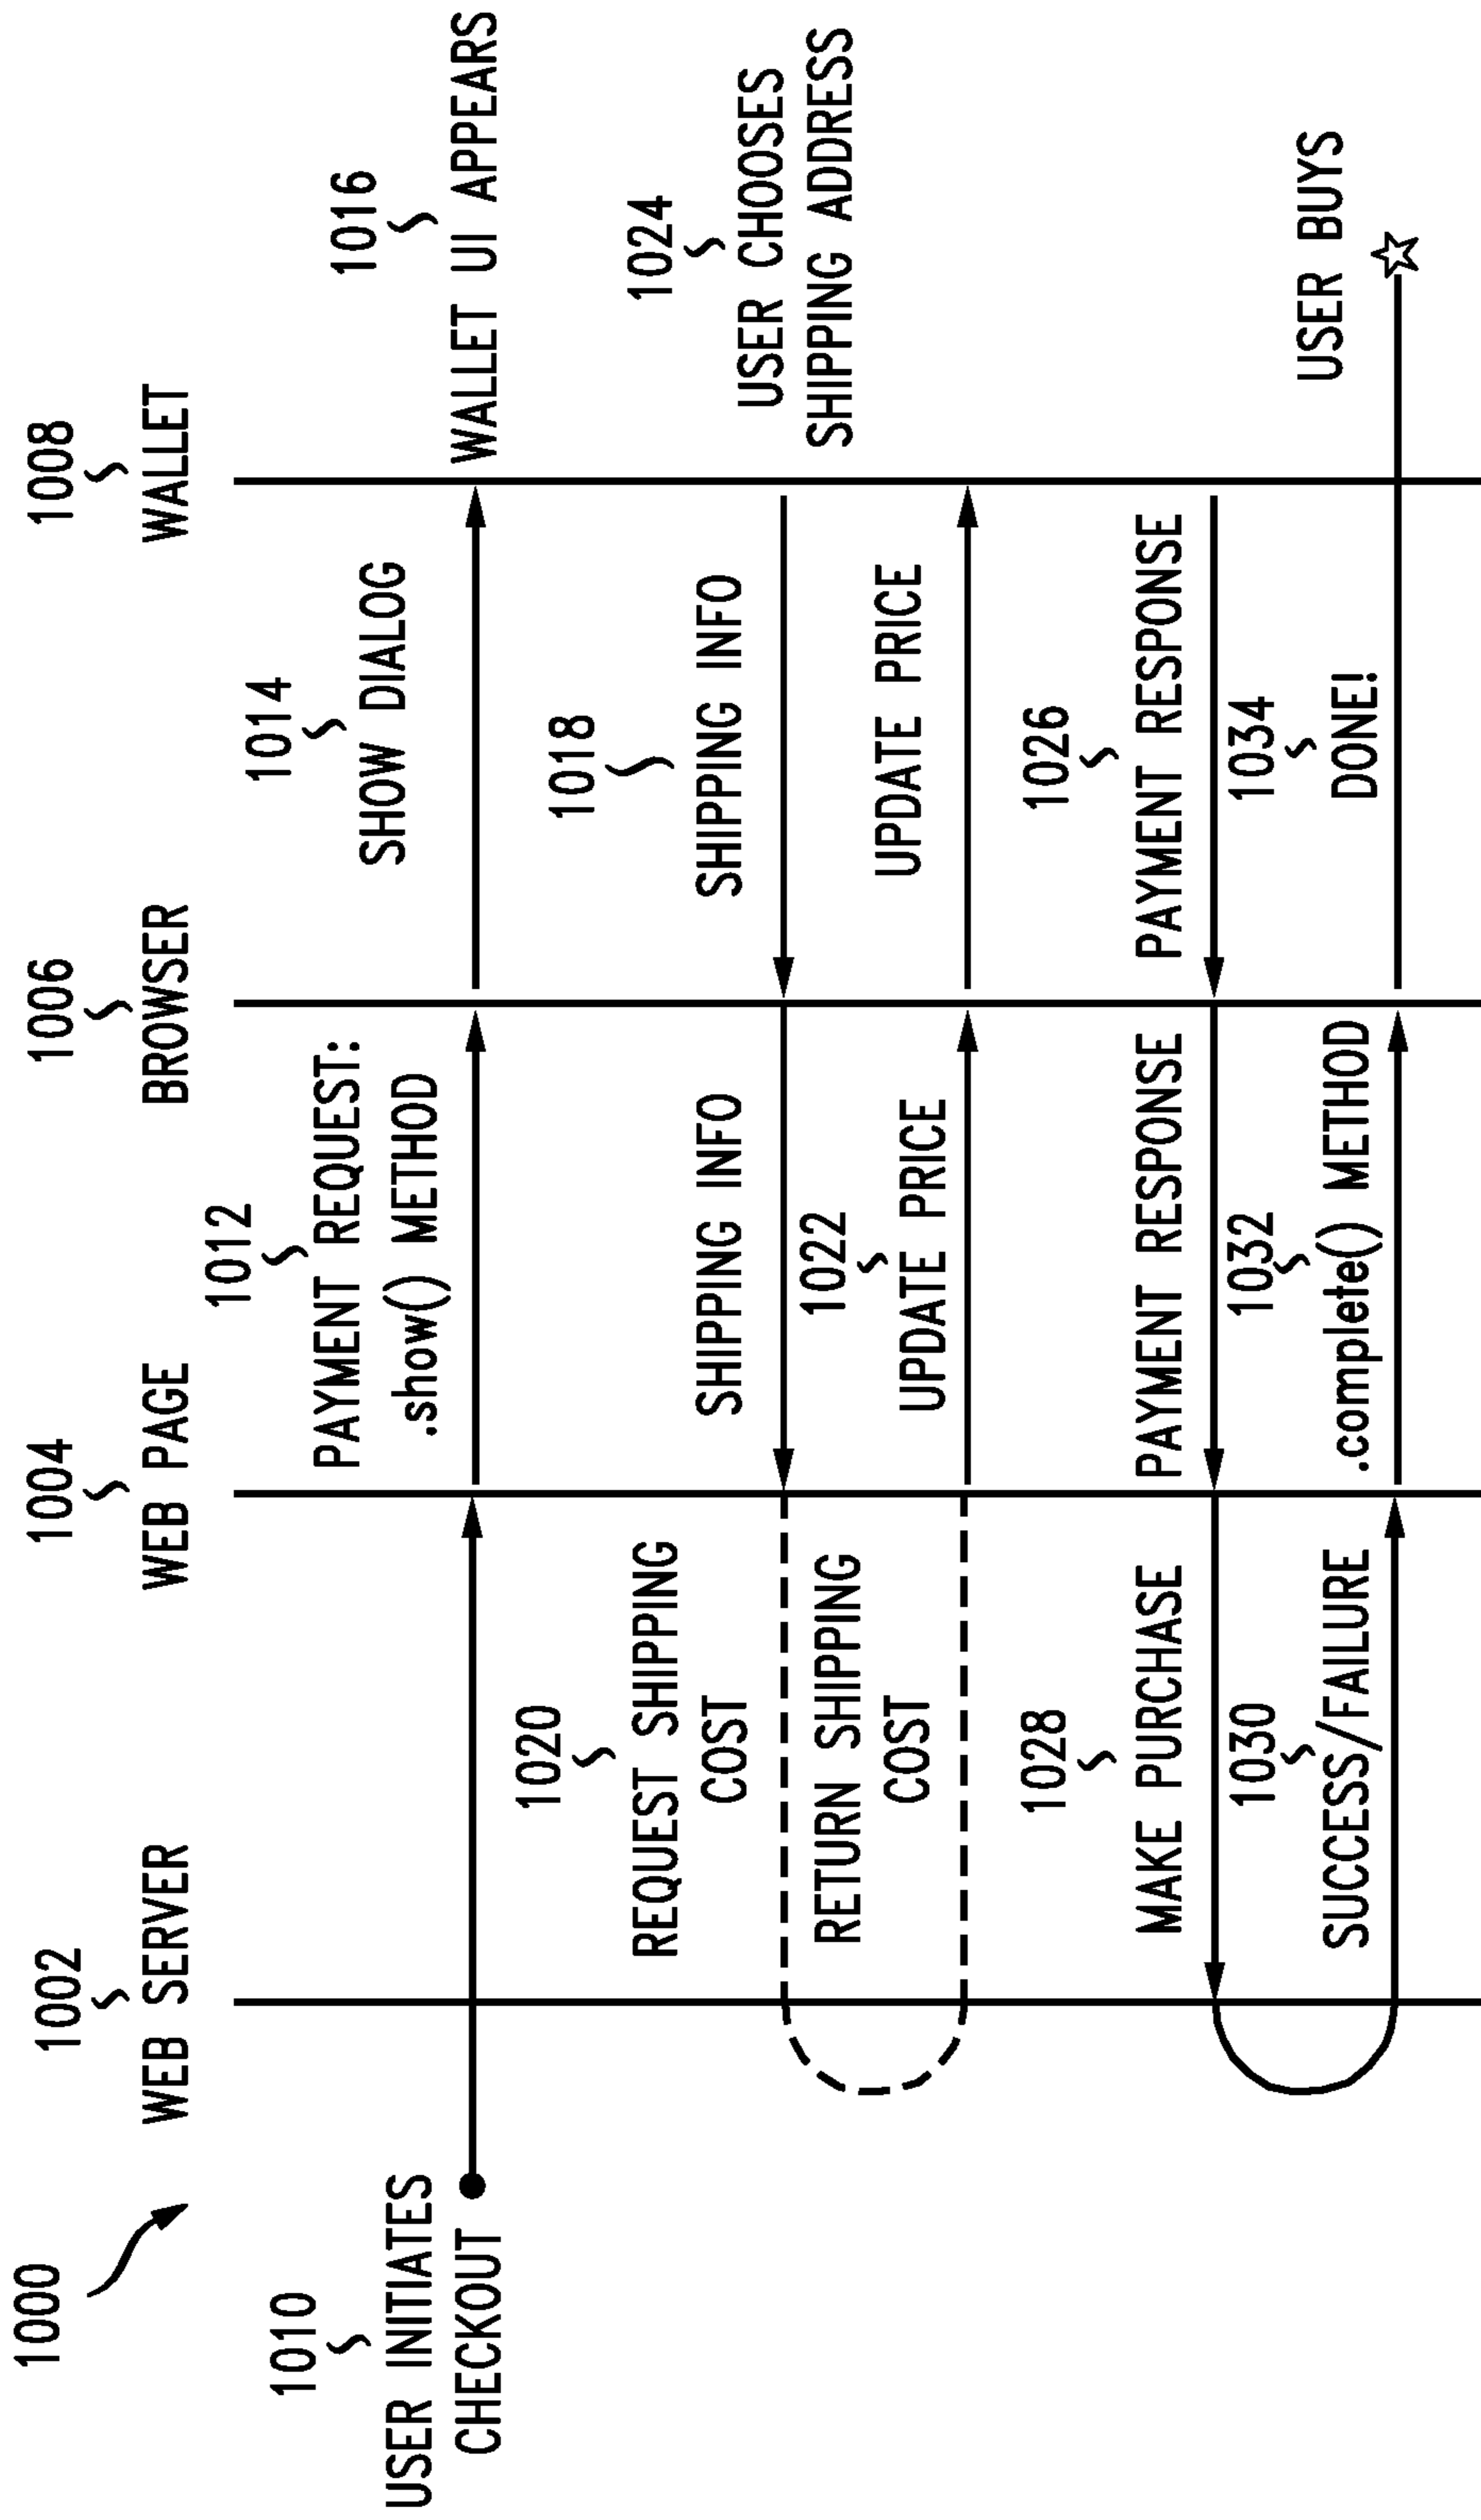 1000
1002
WEB SERVER
1004
WEB PAGE
1006
BROWSER
1008
WALLET
1010
USER INITIATES
CHECKOUT
1012
PAYMENT REQUEST:
.show() METHOD
1014
SHOW DIALOG
1016
WALLET UI APPEARS
1020
REQUEST SHIPPING
COST
SHIPPING INFO
1018
SHIPPING INFO
1024
USER CHOOSES
SHIPPING ADDRESS
RETURN SHIPPING
COST
1022
UPDATE PRICE
UPDATE PRICE
1028
MAKE PURCHASE
PAYMENT RESPONSE
1026
PAYMENT RESPONSE
1030
SUCCESS/FAILURE
1032
.complete() METHOD
1034
DONE!
USER BUYS